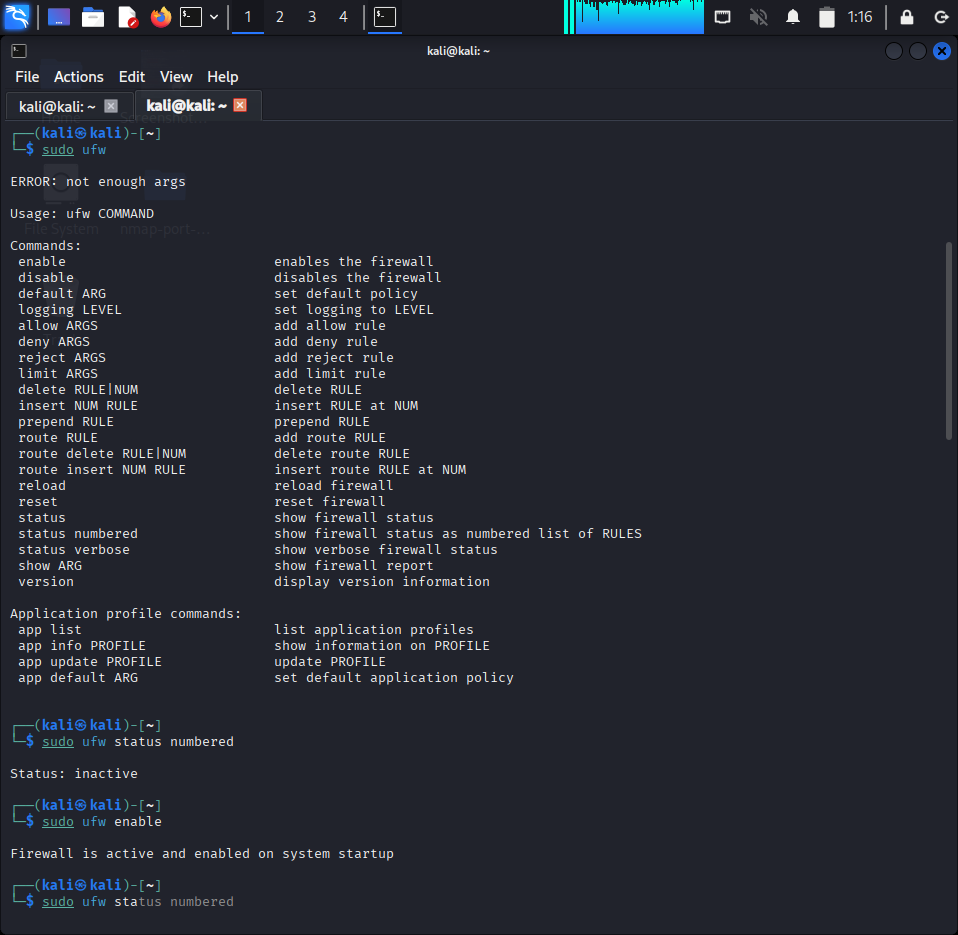 1 2 3 4
1:16
kali@kali: ~
File Actions Edit View Help
kali@kali: ~ kali@kali: ~
(kali㉿kali)-[~]
$ sudo ufw
ERROR: not enough args
Usage: ufw COMMAND
File System nmap-port-...
Commands:
enable enables the firewall
disable disables the firewall
default ARG set default policy
logging LEVEL set logging to LEVEL
allow ARGS add allow rule
deny ARGS add deny rule
reject ARGS add reject rule
limit ARGS add limit rule
delete RULE|NUM delete RULE
insert NUM RULE insert RULE at NUM
prepend RULE prepend RULE
route RULE add route RULE
route delete RULE|NUM delete route RULE
route insert NUM RULE insert route RULE at NUM
reload reload firewall
reset reset firewall
status show firewall status
status numbered show firewall status as numbered list of RULES
status verbose show verbose firewall status
show ARG show firewall report
version display version information
Application profile commands:
app list list application profiles
app info PROFILE show information on PROFILE
app update PROFILE update PROFILE
app default ARG set default application policy
(kali㉿kali)-[~]
$ sudo ufw status numbered
Status: inactive
(kali㉿kali)-[~]
$ sudo ufw enable
Firewall is active and enabled on system startup
(kali㉿kali)-[~]
$ sudo ufw status numbered